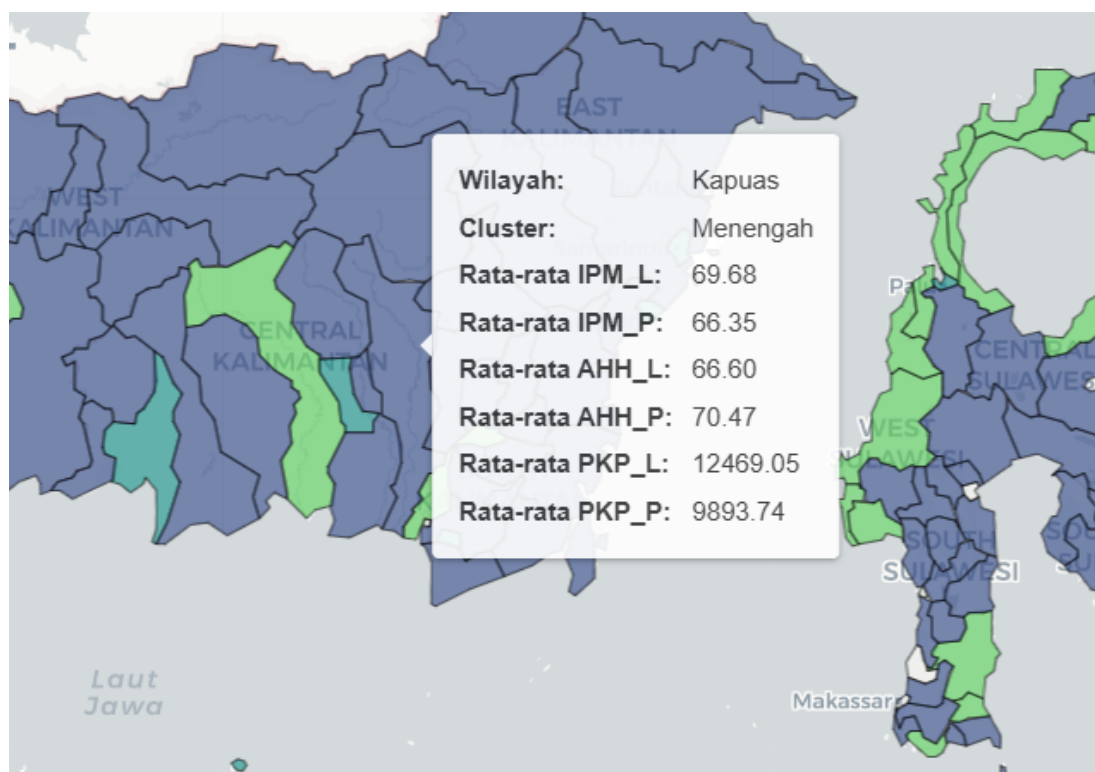 EAST
KALIMANTAN
WEST
KALIMANTAN
Wilayah: Kapuas
Cluster: Menengah
Rata-rata IPM_L: 69.68
Rata-rata IPM_P: 66.35
Rata-rata AHH_L: 66.60
Rata-rata AHH_P: 70.47
Rata-rata PKP_L: 12469.05
Rata-rata PKP_P: 9893.74
CENTRAL
KALIMANTAN
CENTRAL
SULAWES
WEST
SULAWESI
SOUTH
SULAWESI
Laut
Jawa
Makassar